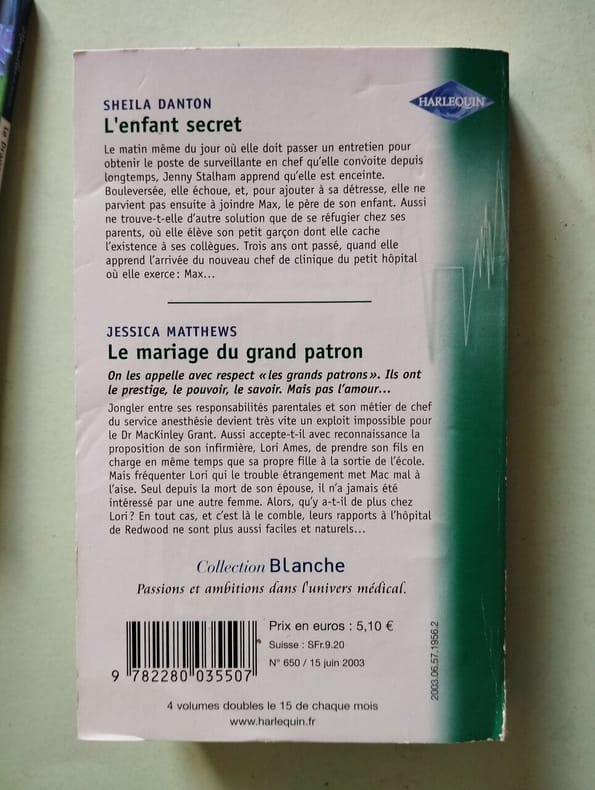 SHEILA DANTON
HARLEQUIN
L'enfant secret
Le matin même du jour où elle doit passer un entretien pour
obtenir le poste de surveillante en chef qu'elle convoite depuis
longtemps, Jenny Stalham apprend qu'elle est enceinte.
Bouleversée, elle échoue, et, pour ajouter à sa détresse, elle ne
parvient pas ensuite à joindre Max, le père de son enfant. Aussi
ne trouve-t-elle d'autre solution que de se réfugier chez ses
parents, où elle élève son petit garçon dont elle cache
l'existence à ses collègues. Trois ans ont passé, quand elle
apprend l'arrivée du nouveau chef de clinique du petit hôpital
où elle exerce : Max...
JESSICA MATTHEWS
Le mariage du grand patron
On les appelle avec respect «les grands patrons». Ils ont
le prestige, le pouvoir, le savoir. Mais pas l'amour...
Jongler entre ses responsabilités parentales et son métier de chef
du service anesthésie devient très vite un exploit impossible pour
le Dr MacKinley Grant. Aussi accepte-t-il avec reconnaissance la
proposition de son infirmière, Lori Ames, de prendre son fils en
charge en même temps que sa propre fille à la sortie de l'école.
Mais fréquenter Lori qui le trouble étrangement met Mac mal à
l'aise. Seul depuis la mort de son épouse, il n'a jamais été
intéressé par une autre femme. Alors, qu'y a-t-il de plus chez
Lori ? En tout cas, et c'est là le comble, leurs rapports à l'hôpital
de Redwood ne sont plus aussi faciles et naturels...
Collection Blanche
Passions et ambitions dans l'univers médical.
Prix en euros : 5,10 €
Suisse : SFr.9.20
N° 650 / 15 juin 2003
9 782280 035507
2003.06.57.1956.2
4 volumes doubles le 15 de chaque mois
www.harlequin.fr